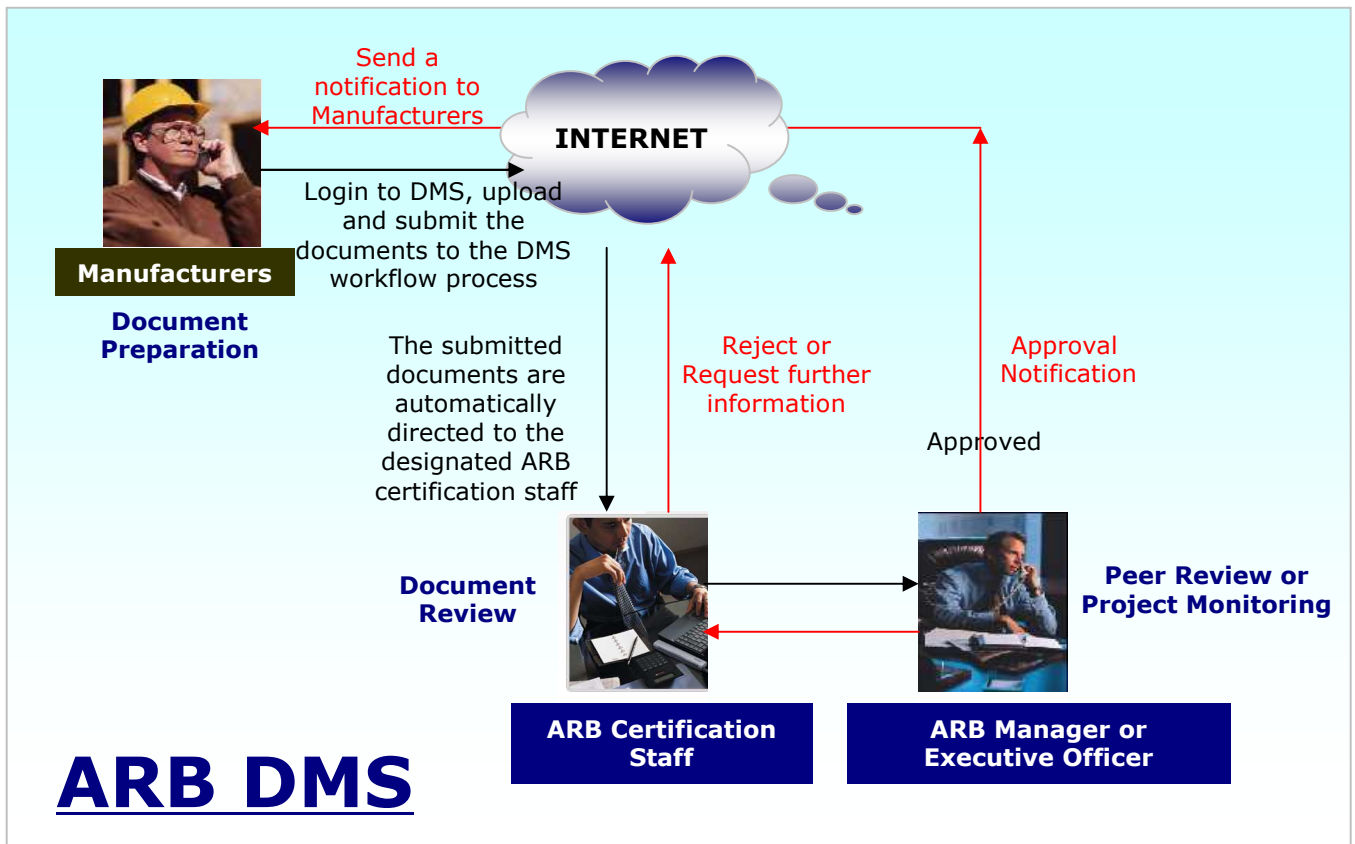 Send a
notification to
Manufacturers
INTERNET
Login to DMS, upload
and submit the
documents to the DMS
workflow process
Manufacturers
Document
Preparation
The submitted
documents are
automatically
directed to the
designated ARB
certification staff
Reject or
Request further
information
Approval
Notification
Approved
Document
Review
Peer Review or
Project Monitoring
ARB Certification
Staff
ARB Manager or
Executive Officer
ARB DMS